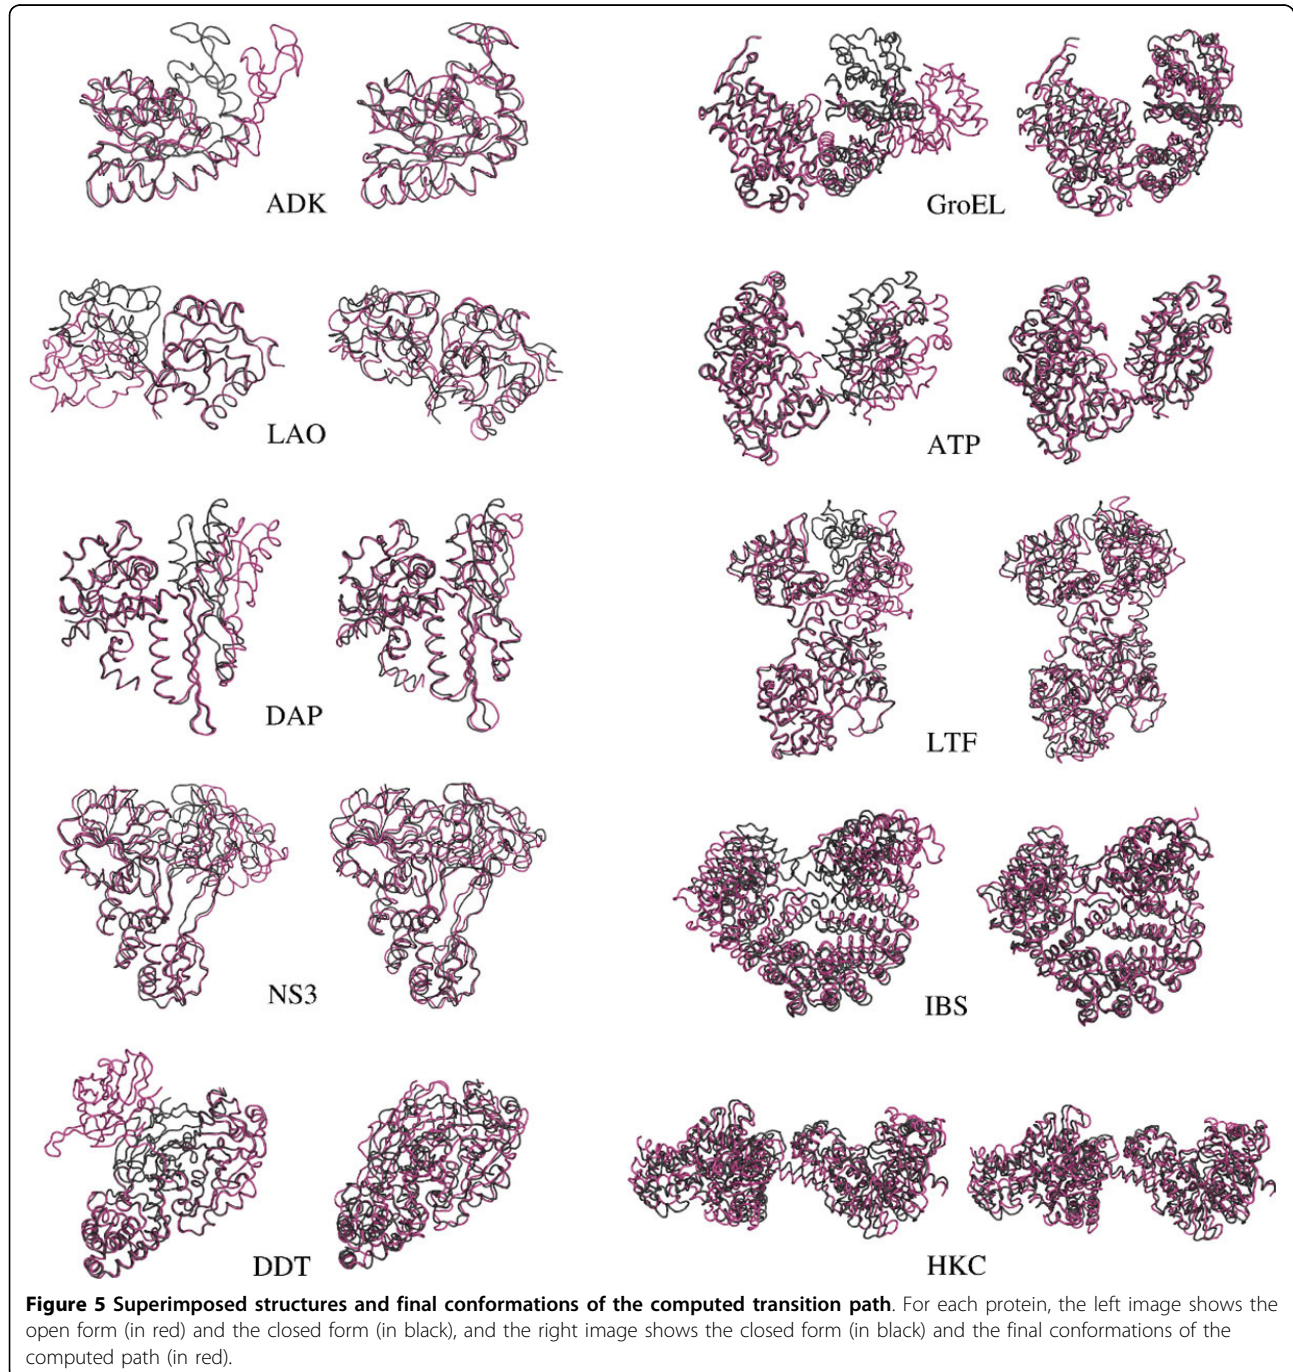 ADK
GroEL
LAO
ATP
DAP
LTF
NS3
IBS
DDT
HKC
Figure 5 Superimposed structures and final conformations of the computed transition path. For each protein, the left image shows the
open form (in red) and the closed form (in black), and the right image shows the closed form (in black) and the final conformations of the
computed path (in red).